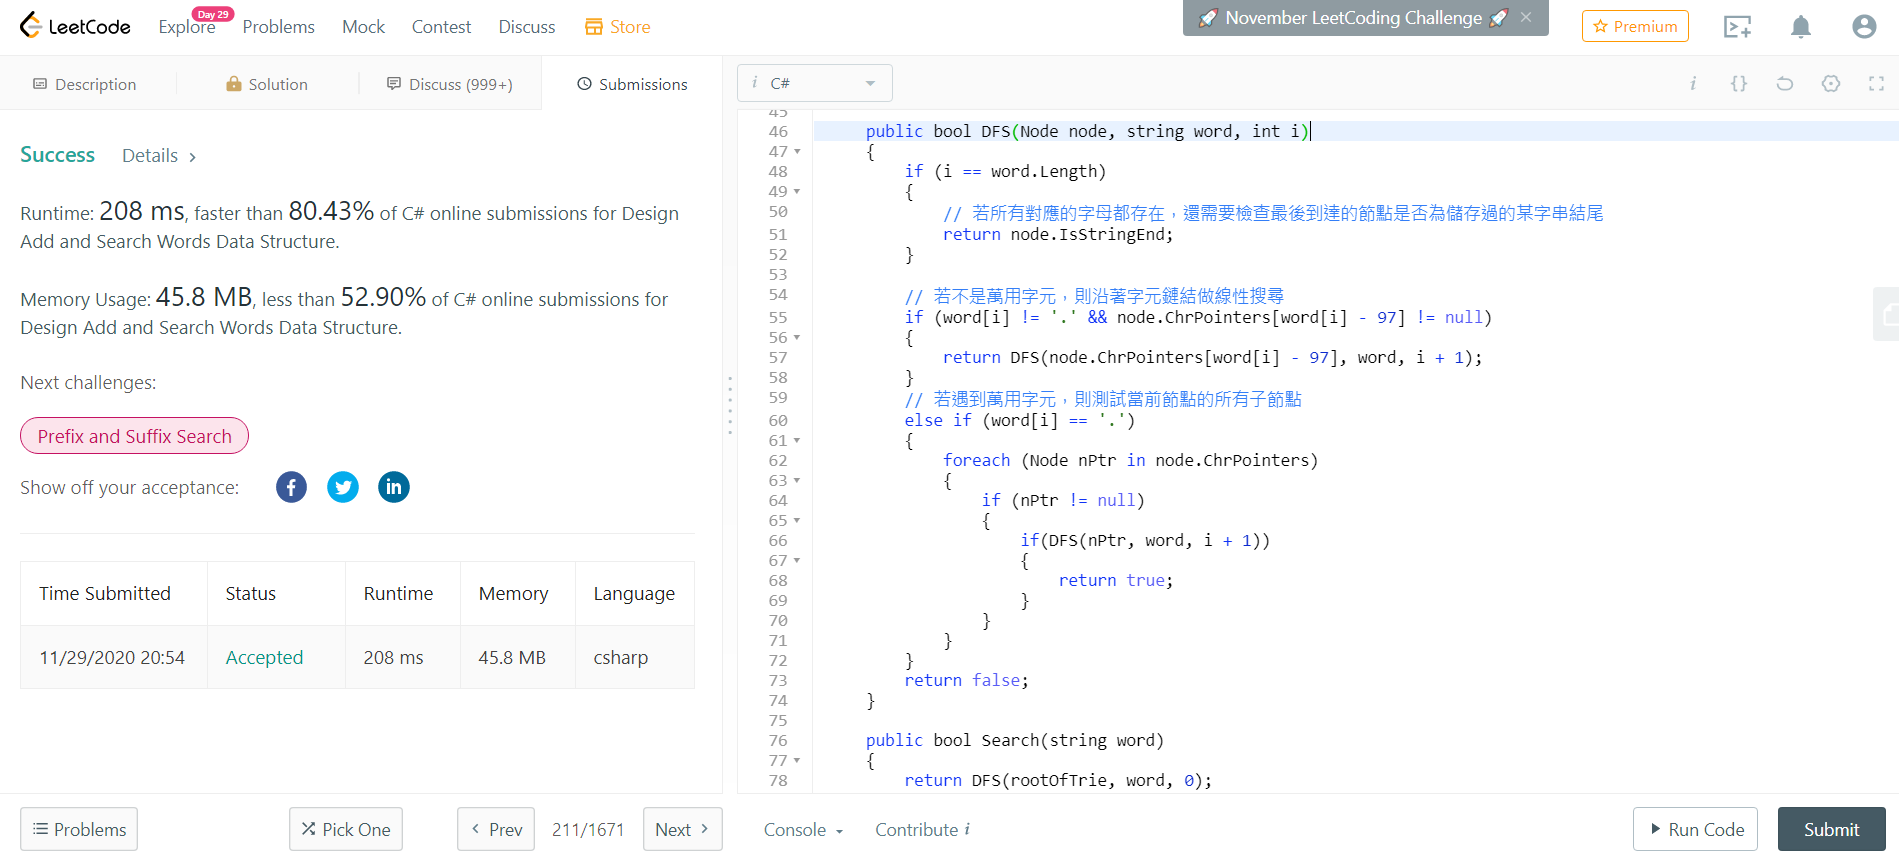 LeetCode Explore Day 29 Problems Mock Contest Discuss Store 🚀 November LeetCoding Challenge 🚀 × Premium
Description Solution Discuss (999+) Submissions
i C#
Success Details >
Runtime: 208 ms, faster than 80.43% of C# online submissions for Design
Add and Search Words Data Structure.
Memory Usage: 45.8 MB, less than 52.90% of C# online submissions for
Design Add and Search Words Data Structure.
Next challenges:
Prefix and Suffix Search
Show off your acceptance:
Time Submitted Status Runtime Memory Language
11/29/2020 20:54 Accepted 208 ms 45.8 MB csharp
45
46 public bool DFS(Node node, string word, int i)
47 {
48 if (i == word.Length)
49 {
50 // 若所有對應的字母都存在，還需要檢查最後到達的節點是否為儲存過的某字串結尾
51 return node.IsStringEnd;
52 }
53
54 // 若不是萬用字元，則沿著字元鏈結做線性搜尋
55 if (word[i] != '.' && node.ChrPointers[word[i] - 97] != null)
56 {
57 return DFS(node.ChrPointers[word[i] - 97], word, i + 1);
58 }
59 // 若遇到萬用字元，則測試當前節點的所有子節點
60 else if (word[i] == '.')
61 {
62 foreach (Node nPtr in node.ChrPointers)
63 {
64 if (nPtr != null)
65 {
66 if(DFS(nPtr, word, i + 1))
67 {
68 return true;
69 }
70 }
71 }
72 }
73 return false;
74 }
75
76 public bool Search(string word)
77 {
78 return DFS(rootOfTrie, word, 0);
Problems Pick One < Prev 211/1671 Next > Console Contribute i Run Code Submit